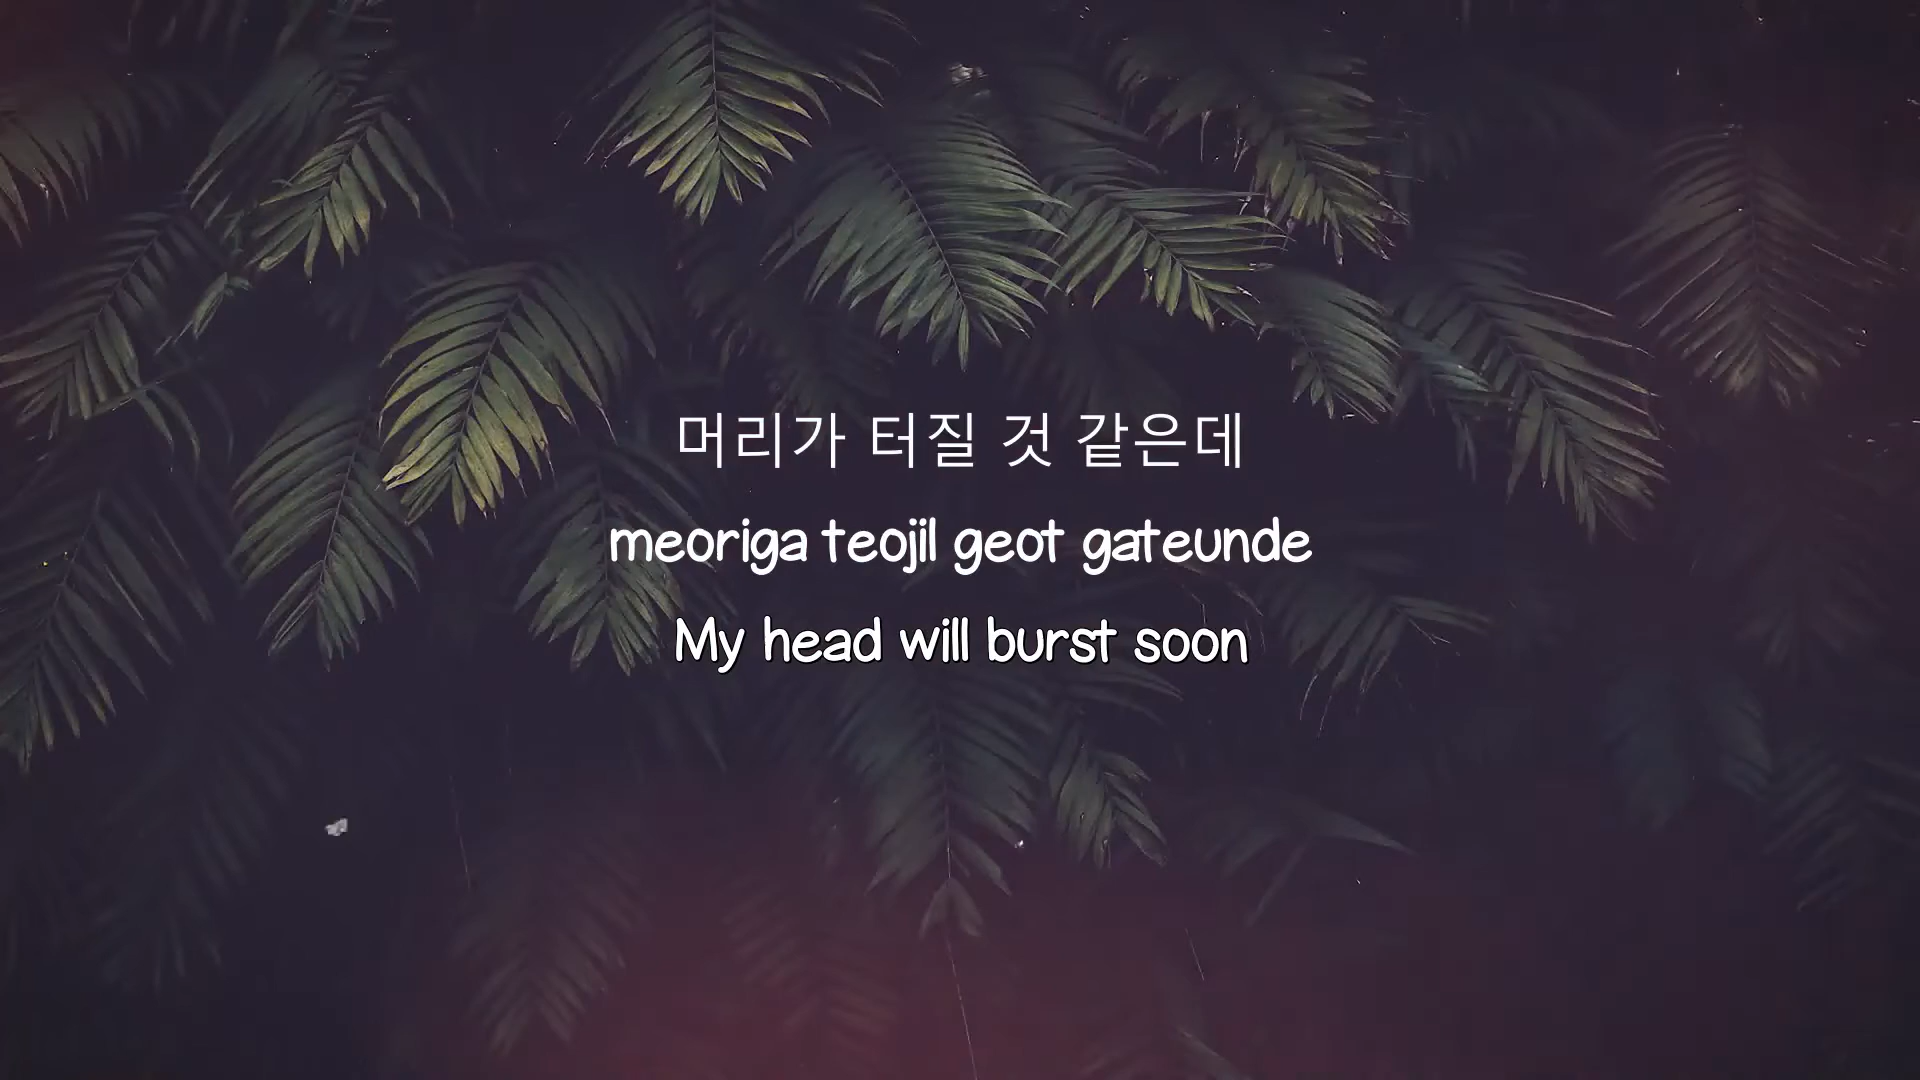 머리가 터질 것 같은데
meoriga teojil geot gateunde
My head will burst soon